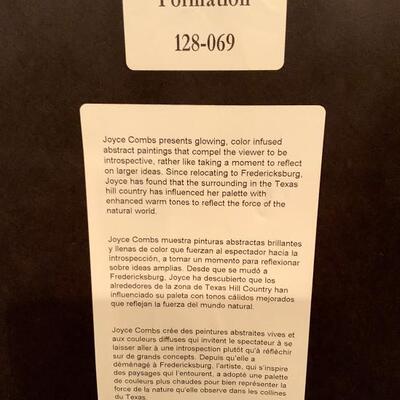 Formation
128-069
Joyce Combs presents glowing, color infused
abstract paintings that compel the viewer to be
introspective, rather like taking a moment to reflect
on larger ideas. Since relocating to Fredericksburg,
Joyce has found that the surrounding in the Texas
hill country has influenced her palette with
enhanced warm tones to reflect the force of the
natural world.
Joyce Combs muestra pinturas abstractas brillantes
y llenas de color que fuerzan al espectador hacia la
introspección, a tomar un momento para reflexionar
sobre ideas amplias. Desde que se mudó a
Fredericksburg, Joyce ha descubierto que los
alrededores de la zona de Texas Hill Country han
influenciado su paleta con tonos cálidos mejorados
que reflejan la fuerza del mundo natural.
Joyce Combs crée des peintures abstraites vives et
aux couleurs diffuses qui invitent le spectateur à se
laisser aller à une introspection plutôt qu'à réfléchir
sur de grands concepts. Depuis qu'elle a
déménagé à Fredericksburg, l'artiste, qui s'inspire
des paysages qui l'entourent, a adopté une palette
de couleurs plus chaudes pour bien représenter la
force de la nature qu'elle observe dans les collines
du Texas.